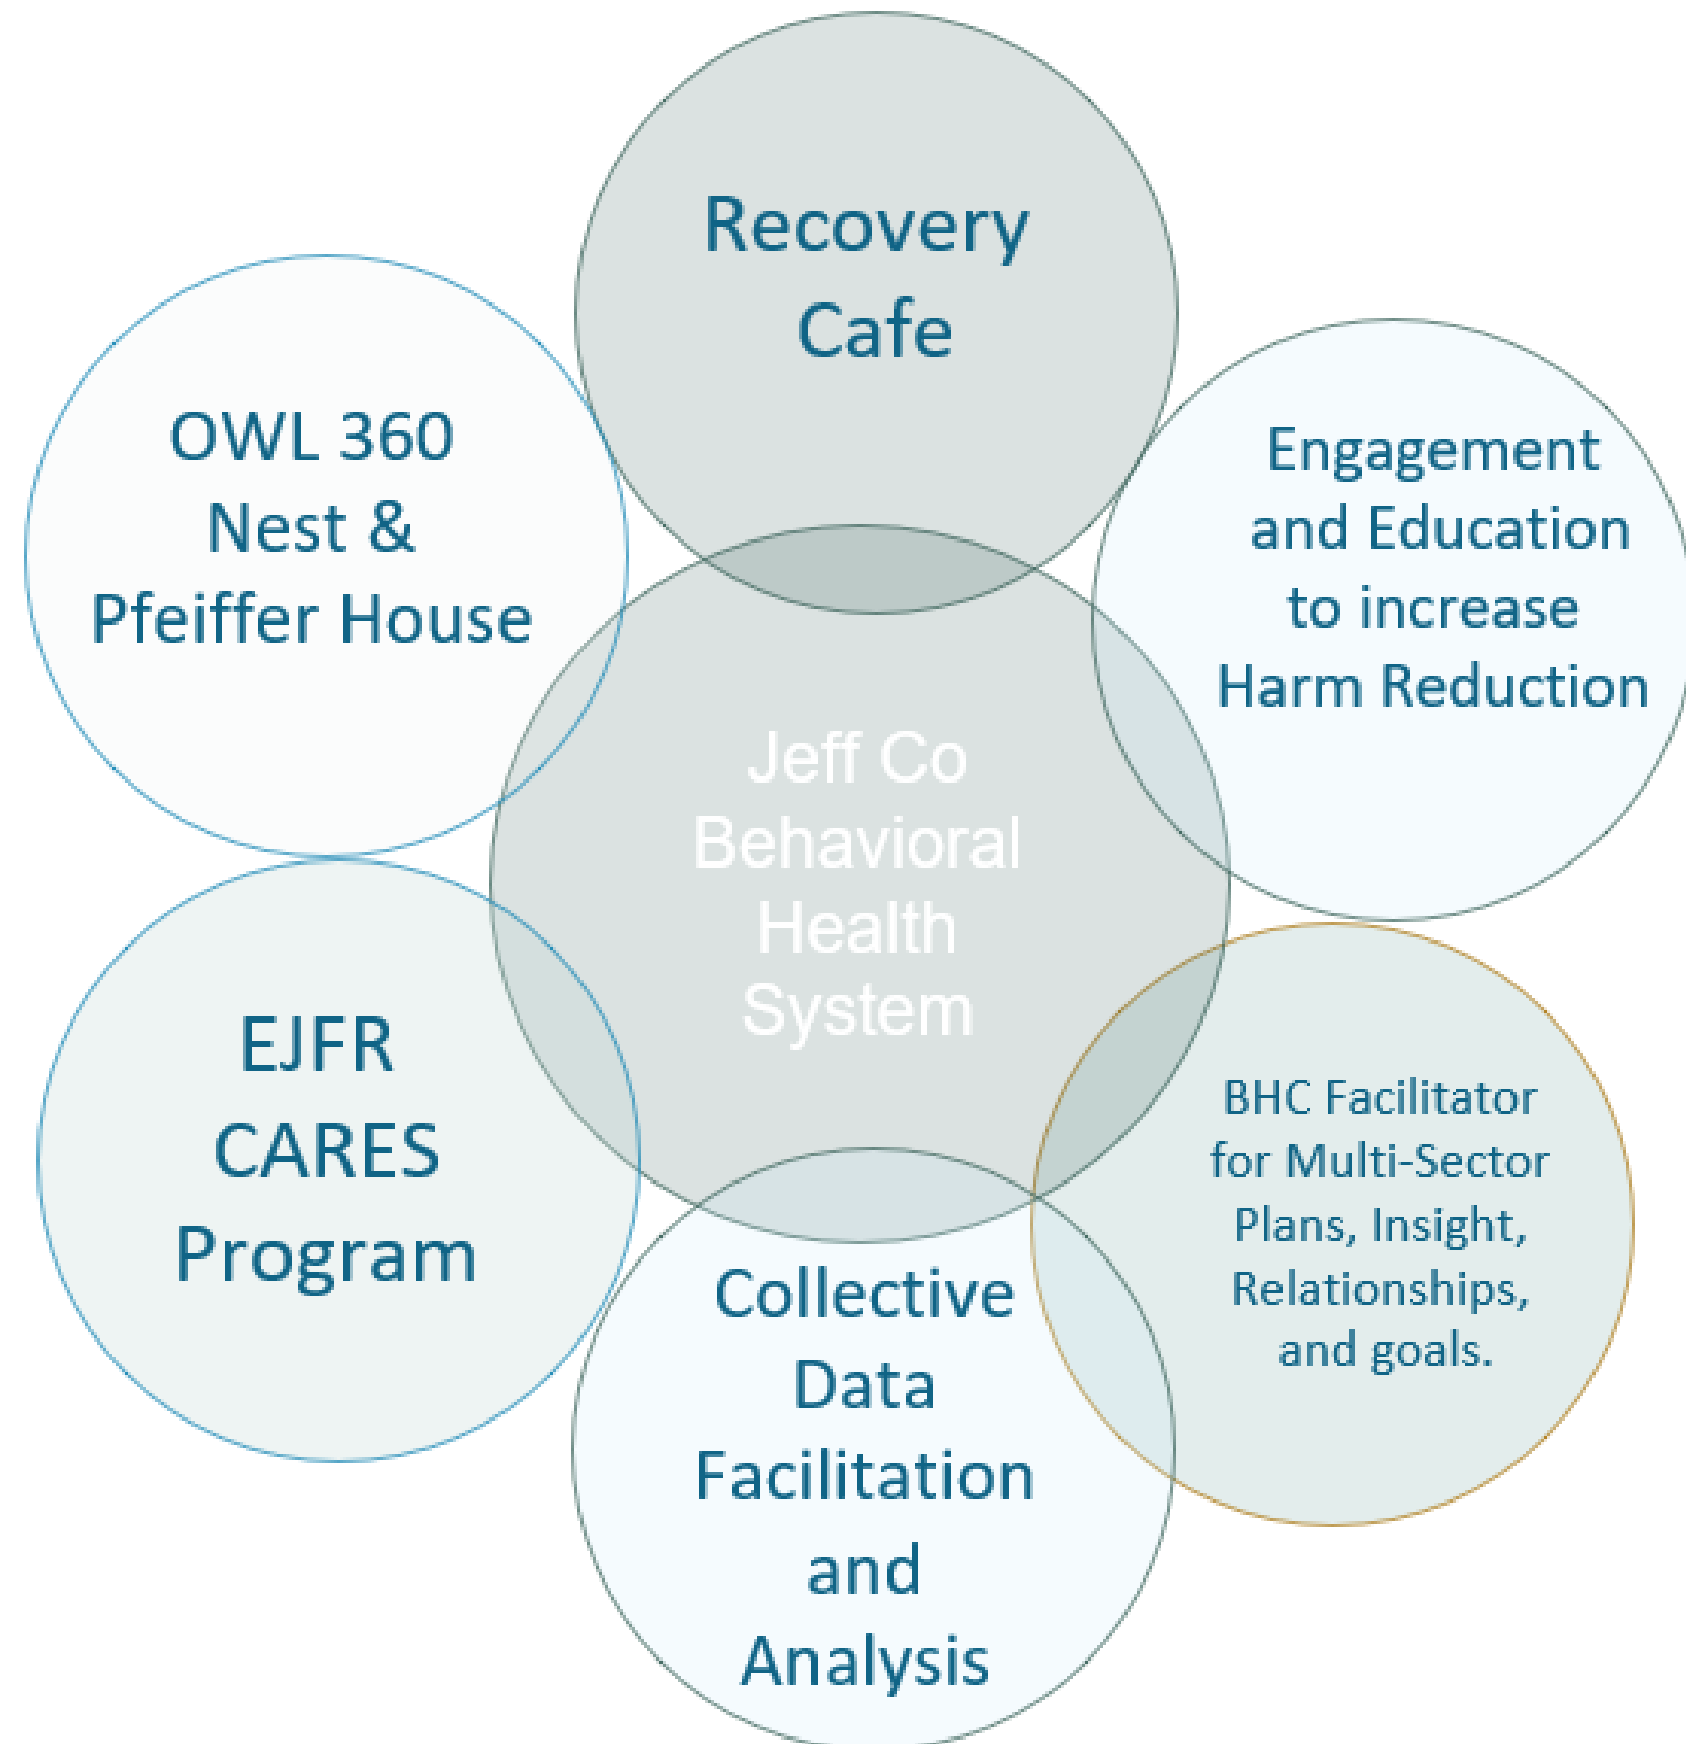 Recovery
Cafe
OWL 360
Nest &
Pfeiffer House
Engagement
and Education
to increase
Harm Reduction
Jeff Co
Behavioral
Health
System
EJFR
CARES
Program
BHC Facilitator
for Multi-Sector
Plans, Insight,
Relationships,
and goals.
Collective
Data
Facilitation
and
Analysis